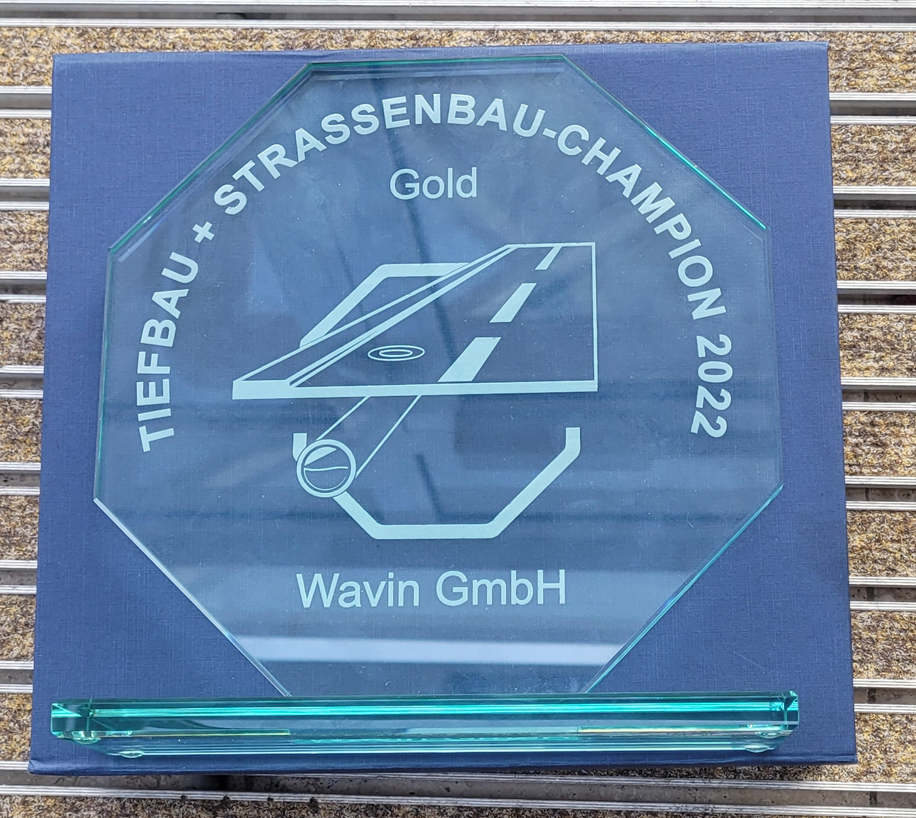 TIEFBAU + STRASSENBAU-CHAMPION 2022
Gold
Wavin GmbH